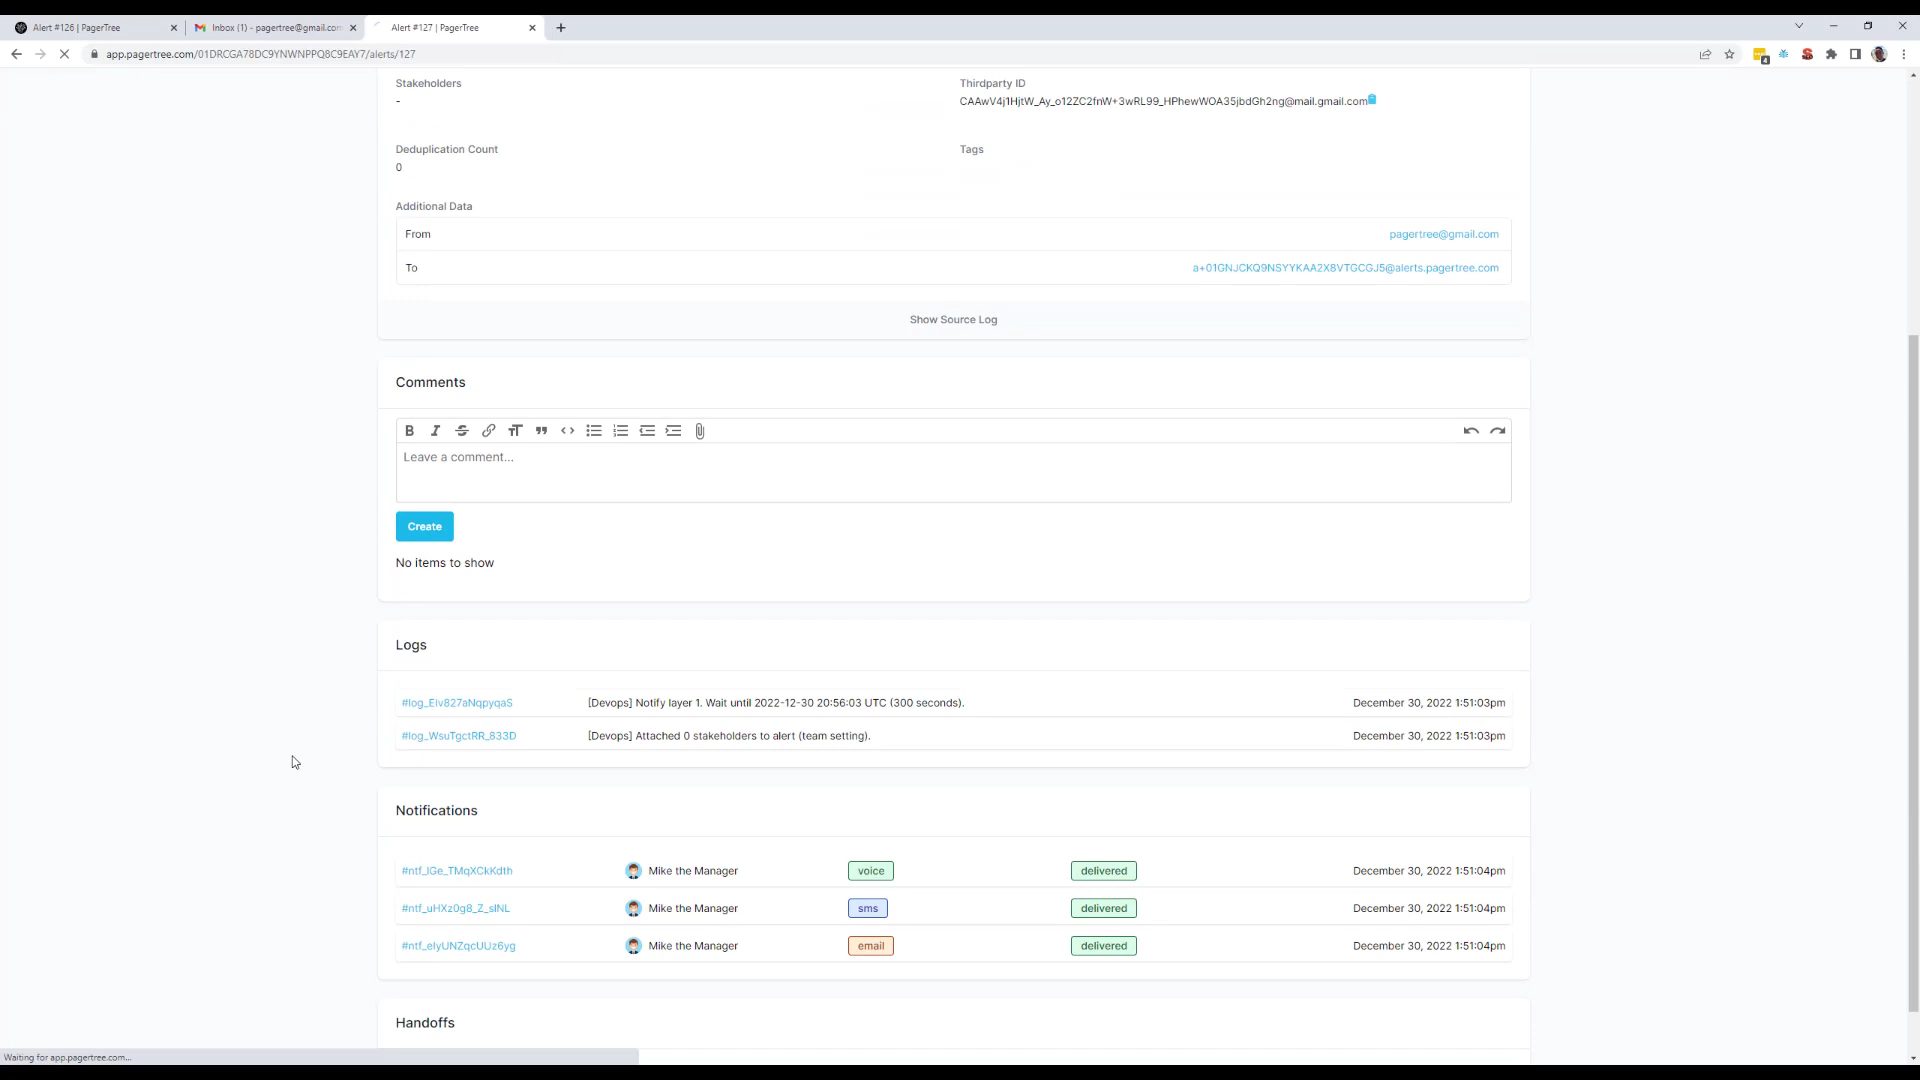 Alert #126 | PagerTree
Inbox (1) - pagertree@gmail.com
Alert #127 | PagerTree
app.pagertree.com/01DRCGA78DC9YNWNPPQ8C9EAY7/alerts/127
4
Stakeholders
-
Thirdparty ID
CAAwV4j1HjtW_Ay_o12ZC2fnW+3wRL99_HPhewWOA35jbdGh2ng@mail.gmail.com
Deduplication Count
0
Tags
Additional Data
From pagertree@gmail.com
To a+01GNJCKQ9NSYYKAA2X8VTGCGJ5@alerts.pagertree.com
Show Source Log
Comments
Leave a comment...
Create
No items to show
Logs
#log_EIv827aNqpyqaS [Devops] Notify layer 1. Wait until 2022-12-30 20:56:03 UTC (300 seconds). December 30, 2022 1:51:03pm
#log_WsuTgctRR_833D [Devops] Attached 0 stakeholders to alert (team setting). December 30, 2022 1:51:03pm
Notifications
#ntf_IGe_TMqXCkKdth Mike the Manager voice delivered December 30, 2022 1:51:04pm
#ntf_uHXz0g8_Z_sINL Mike the Manager sms delivered December 30, 2022 1:51:04pm
#ntf_eIyUNZqcUUz6yg Mike the Manager email delivered December 30, 2022 1:51:04pm
Handoffs
Waiting for app.pagertree.com...